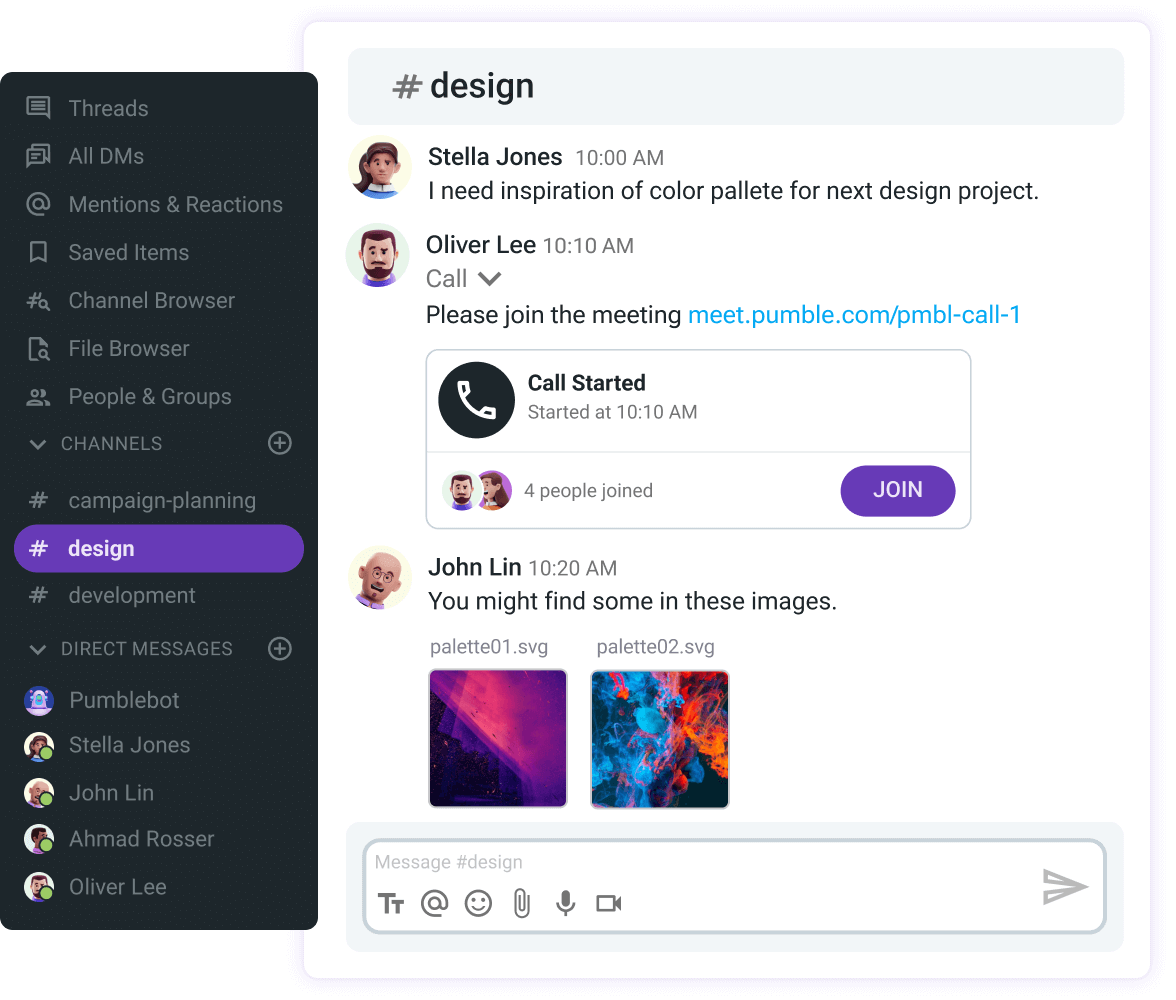 Threads
All DMs
Mentions & Reactions
Saved Items
Channel Browser
File Browser
People & Groups
CHANNELS
# campaign-planning
# design
# development
DIRECT MESSAGES
Pumblebot
Stella Jones
John Lin
Ahmad Rosser
Oliver Lee
# design
Stella Jones 10:00 AM
I need inspiration of color pallete for next design project.
Oliver Lee 10:10 AM
Call
Please join the meeting meet.pumble.com/pmbl-call-1
Call Started
Started at 10:10 AM
4 people joined JOIN
John Lin 10:20 AM
You might find some in these images.
palette01.svg palette02.svg
Message #design